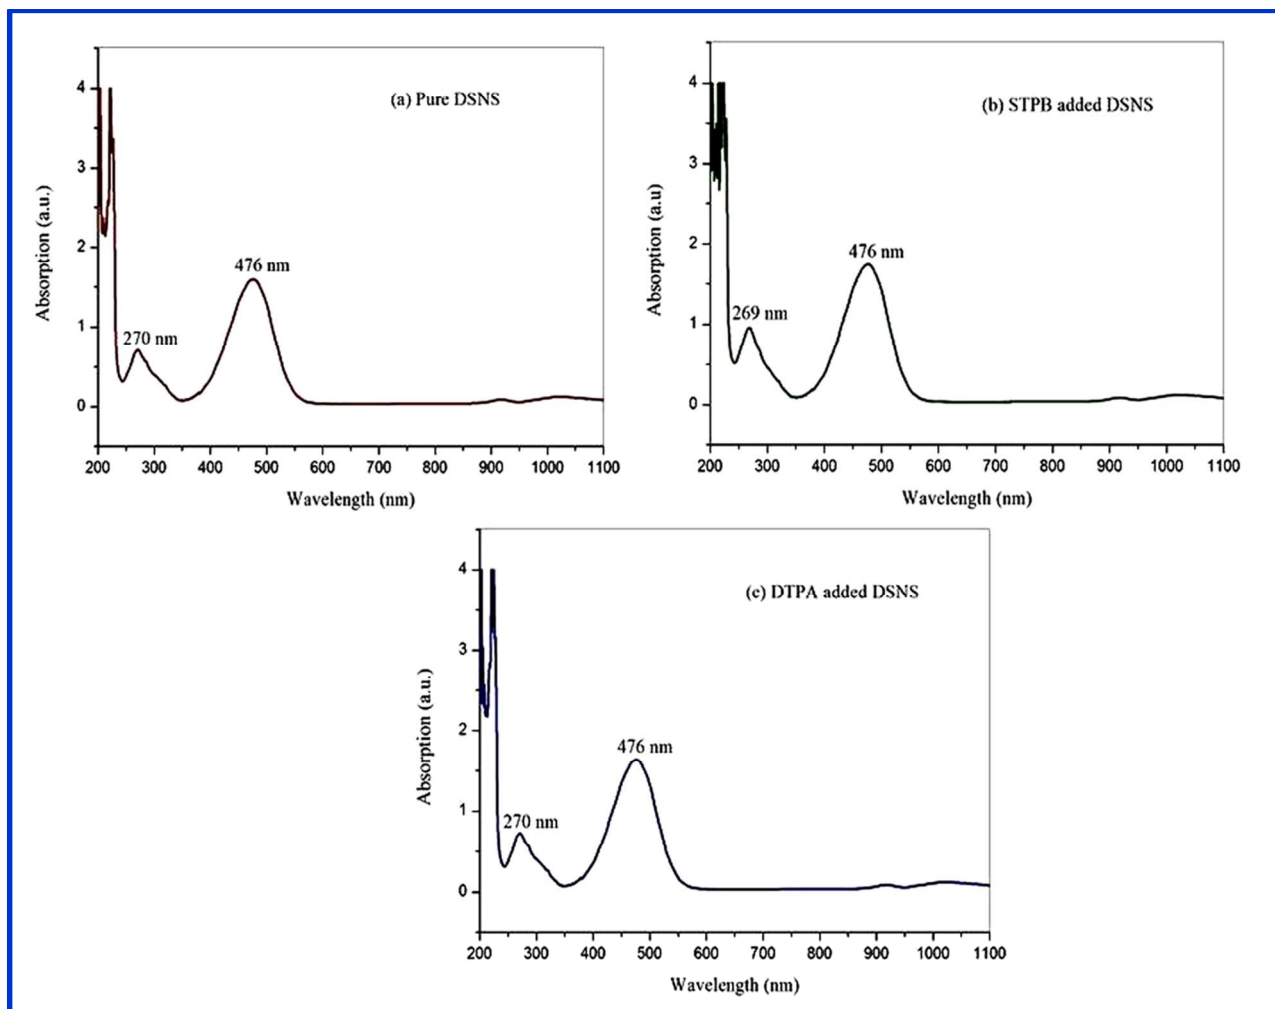 (a) Pure DSNS
4
3
2
1
0
Absorption (a.u.)
270 nm
476 nm
200 300 400 500 600 700 800 900 1000 1100
Wavelength (nm)
(b) STPB added DSNS
4
3
2
1
0
Absorption (a.u)
269 nm
476 nm
200 300 400 500 600 700 800 900 1000 1100
Wavelength (nm)
(c) DTPA added DSNS
4
3
2
1
0
Absorption (a.u.)
270 nm
476 nm
200 300 400 500 600 700 800 900 1000 1100
Wavelength (nm)